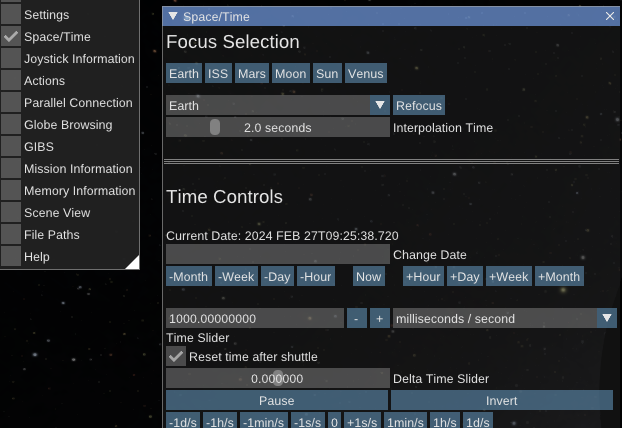 Settings
Space/Time
Joystick Information
Actions
Parallel Connection
Globe Browsing
GIBS
Mission Information
Memory Information
Scene View
File Paths
Help
Space/Time
Focus Selection
Earth ISS Mars Moon Sun Venus
Earth Refocus
2.0 seconds Interpolation Time
Time Controls
Current Date: 2024 FEB 27T09:25:38.720
Change Date
-Month -Week -Day -Hour Now +Hour +Day +Week +Month
1000.00000000 - + milliseconds / second
Time Slider
Reset time after shuttle
0.000000 Delta Time Slider
Pause Invert
-1d/s -1h/s -1min/s -1s/s 0 +1s/s 1min/s 1h/s 1d/s